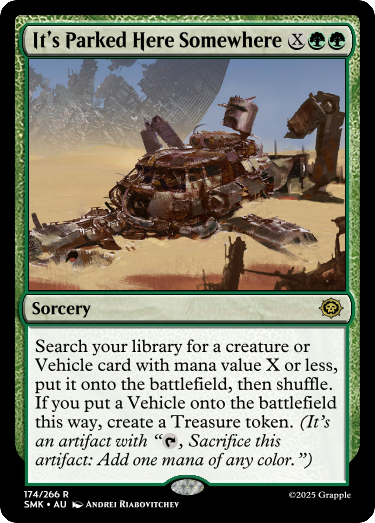 It's Parked Here Somewhere X
Sorcery
Search your library for a creature or
Vehicle card with mana value X or less,
put it onto the battlefield, then shuffle.
If you put a Vehicle onto the battlefield
this way, create a Treasure token. (It's
an artifact with “, Sacrifice this
artifact: Add one mana of any color.”)
174/266 R
SMK • AU Andrei Riabovitchev
©2025 Grapple